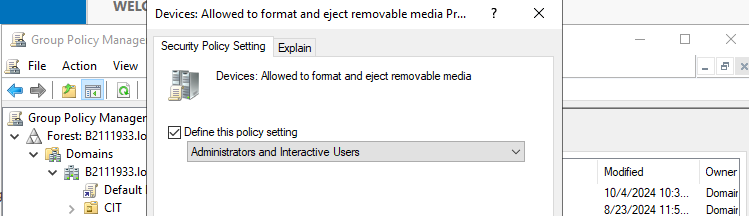 WELC
Devices: Allowed to format and eject removable media Pr...
Group Policy Manager
Security Policy Setting
Explain
File
Action
View
Devices: Allowed to format and eject removable media
Group Policy Manager
Define this policy setting
Forest: B2111933.lo
Administrators and Interactive Users
Domains
B2111933.lo
Modified
Owner
Default
10/4/2024 10:3...
Domain
CIT
8/23/2024 11:5...
Domain